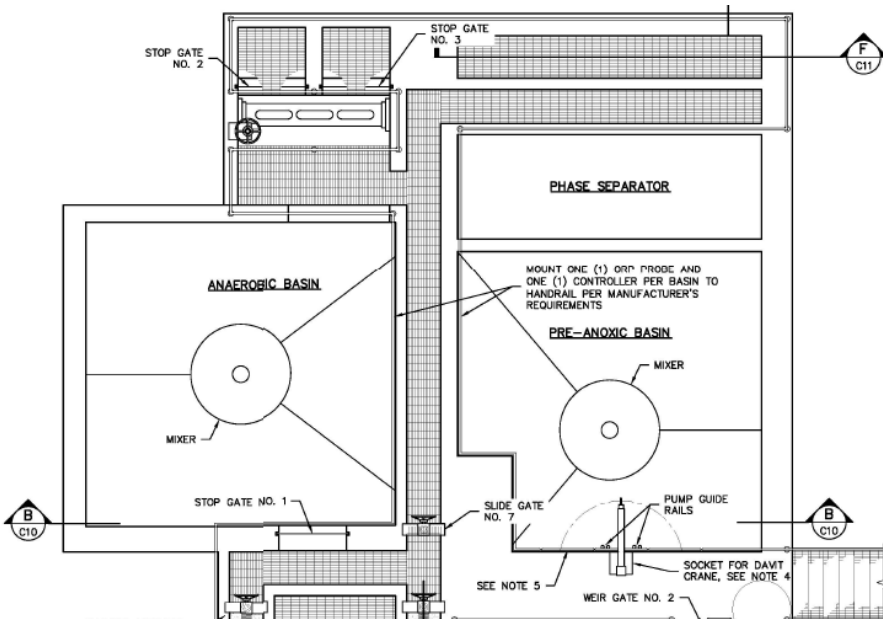 STOP GATE
NO. 2
STOP GATE
NO. 3
F
C11
PHASE SEPARATOR
MOUNT ONE (1) ORP PROBE AND
ONE (1) CONTROLLER PER BASIN TO
HANDRAIL PER MANUFACTURER'S
REQUIREMENTS
ANAEROBIC BASIN
PRE-ANOXIC BASIN
MIXER
MIXER
STOP GATE NO. 1
SLIDE GATE
NO. 7
PUMP GUIDE
RAILS
B
C10
B
C10
SOCKET FOR DAVIT
CRANE, SEE NOTE 4
SEE NOTE 5
WEIR GATE NO. 2